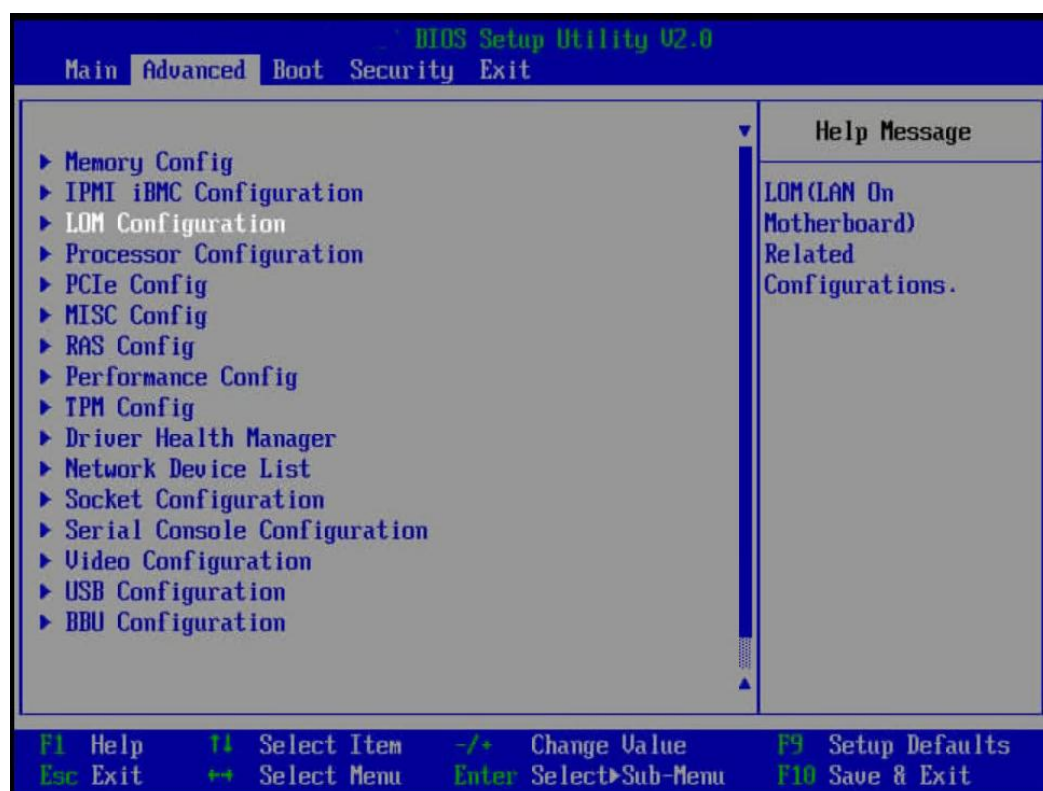 BIOS Setup Utility V2.0
Main Advanced Boot Security Exit
Help Message
▶ Memory Config
▶ IPMI iBMC Configuration
▶ LOM Configuration
▶ Processor Configuration
▶ PCIe Config
▶ MISC Config
▶ RAS Config
▶ Performance Config
▶ TPM Config
▶ Driver Health Manager
▶ Network Device List
▶ Socket Configuration
▶ Serial Console Configuration
▶ Video Configuration
▶ USB Configuration
▶ BBU Configuration
LOM(LAN On
Motherboard)
Related
Configurations.
F1 Help ↑↓ Select Item -/+ Change Value F9 Setup Defaults
Esc Exit ↔ Select Menu Enter Select▶Sub-Menu F10 Save & Exit